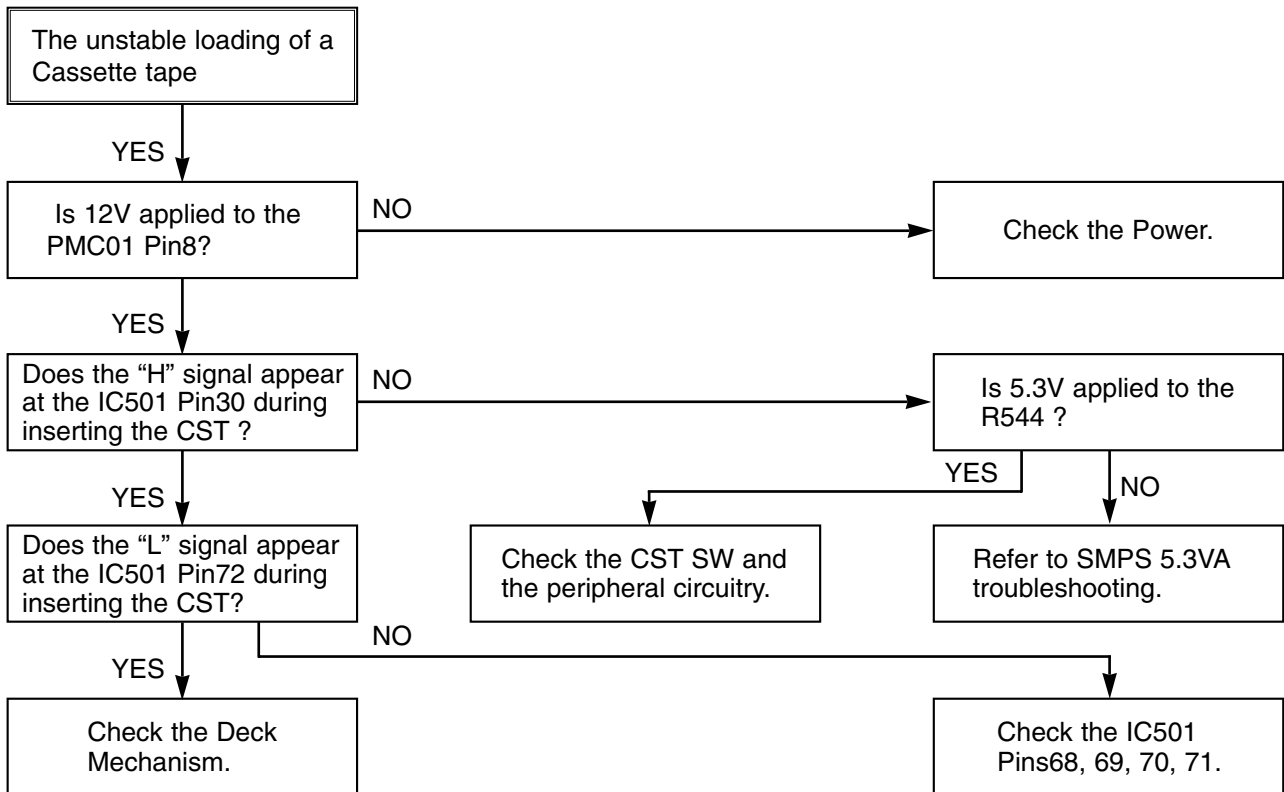 The unstable loading of a
Cassette tape
YES
Is 12V applied to the
PMC01 Pin8?
NO
Check the Power.
YES
Does the “H” signal appear
at the IC501 Pin30 during
inserting the CST ?
NO
Is 5.3V applied to the
R544 ?
YES
NO
YES
Does the “L” signal appear
at the IC501 Pin72 during
inserting the CST?
Check the CST SW and
the peripheral circuitry.
Refer to SMPS 5.3VA
troubleshooting.
NO
YES
Check the Deck
Mechanism.
Check the IC501
Pins68, 69, 70, 71.